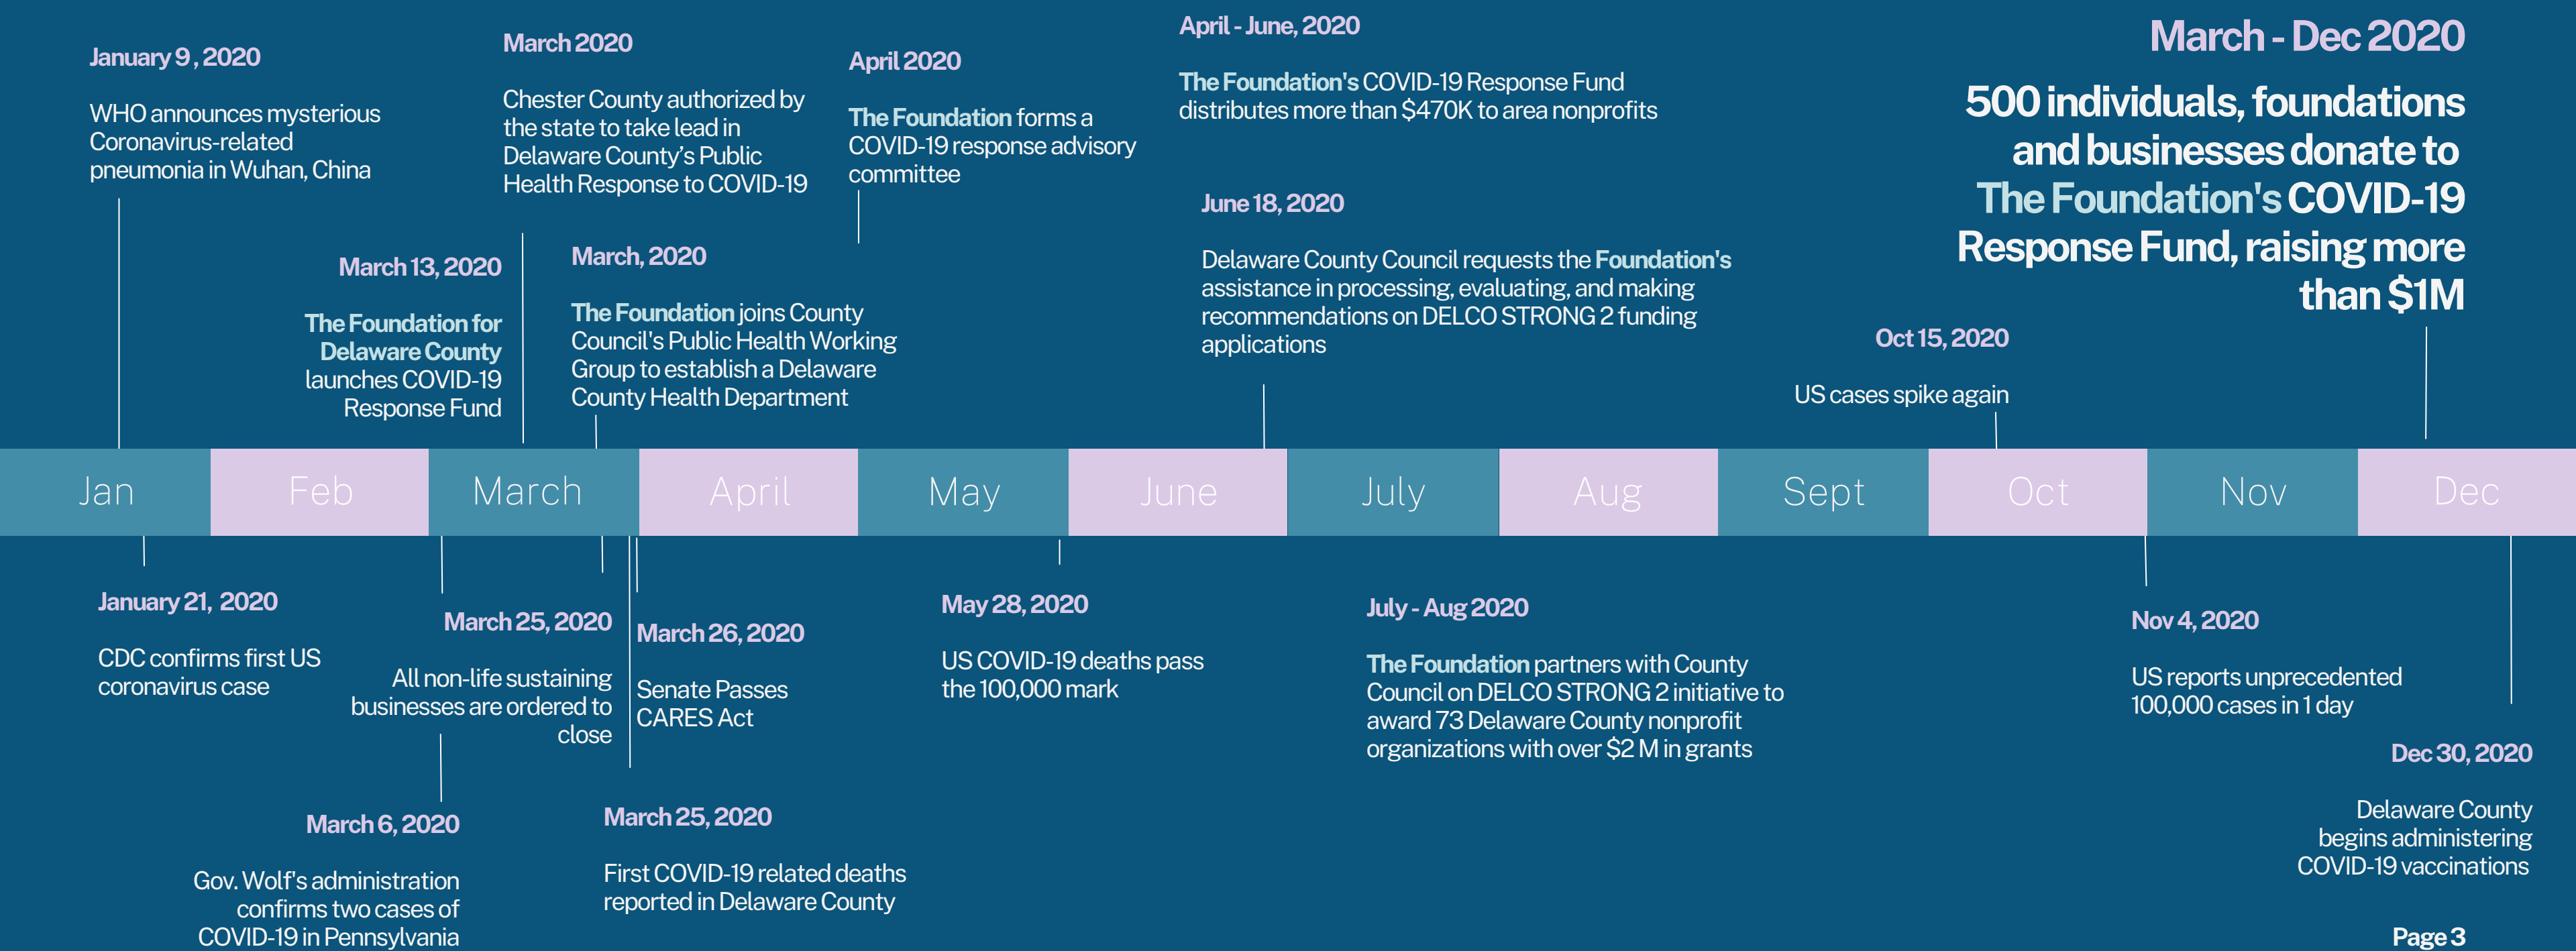 January 9 , 2020
WHO announces mysterious
Coronavirus-related
pneumonia in Wuhan, China
March 13, 2020
The Foundation for
Delaware County
launches COVID-19
Response Fund
March 2020
Chester County authorized by
the state to take lead in
Delaware County’s Public
Health Response to COVID-19
March, 2020
The Foundation joins County
Council's Public Health Working
Group to establish a Delaware
County Health Department
April 2020
The Foundation forms a
COVID-19 response advisory
committee
April - June, 2020
The Foundation's COVID-19 Response Fund
distributes more than $470K to area nonprofits
June 18, 2020
Delaware County Council requests the Foundation's
assistance in processing, evaluating, and making
recommendations on DELCO STRONG 2 funding
applications
Oct 15, 2020
US cases spike again
March - Dec 2020
500 individuals, foundations
and businesses donate to
The Foundation's COVID-19
Response Fund, raising more
than $1M
Jan Feb March April May June July Aug Sept Oct Nov Dec
January 21, 2020
CDC confirms first US
coronavirus case
March 25, 2020
All non-life sustaining
businesses are ordered to
close
March 6, 2020
Gov. Wolf's administration
confirms two cases of
COVID-19 in Pennsylvania
March 26, 2020
Senate Passes
CARES Act
March 25, 2020
First COVID-19 related deaths
reported in Delaware County
May 28, 2020
US COVID-19 deaths pass
the 100,000 mark
July - Aug 2020
The Foundation partners with County
Council on DELCO STRONG 2 initiative to
award 73 Delaware County nonprofit
organizations with over $2 M in grants
Nov 4, 2020
US reports unprecedented
100,000 cases in 1 day
Dec 30, 2020
Delaware County
begins administering
COVID-19 vaccinations
Page 3